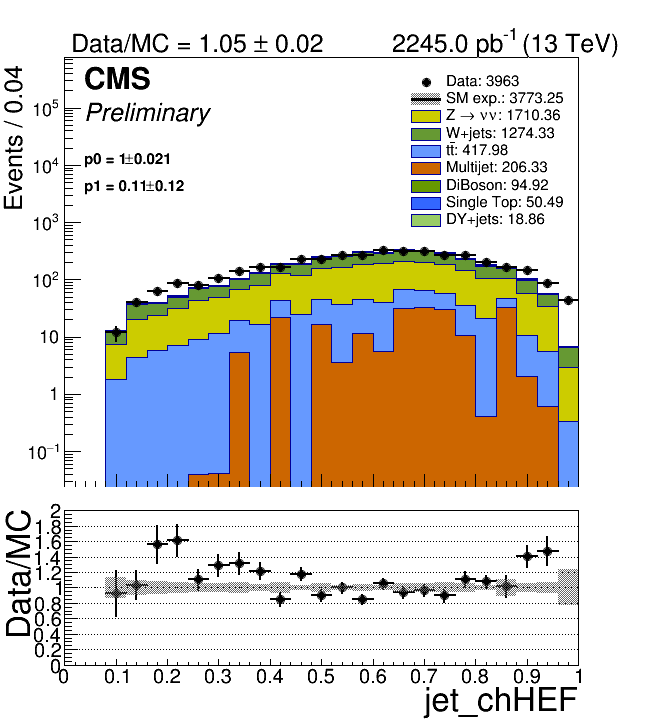 Data/MC = 1.05 ± 0.02 2245.0 pb⁻¹ (13 TeV)
CMS
Preliminary
p0 = 1±0.021
p1 = 0.11±0.12
Data: 3963
SM exp.: 3773.25
Z → νν: 1710.36
W+jets: 1274.33
tt̄: 417.98
Multijet: 206.33
DiBoson: 94.92
Single Top: 50.49
DY+jets: 18.86
Events / 0.04
10⁵
10⁴
10³
10²
10
1
10⁻¹
Data/MC
2
1.8
1.6
1.4
1.2
1
0.8
0.6
0.4
0.2
0
0 0.1 0.2 0.3 0.4 0.5 0.6 0.7 0.8 0.9 1
jet_chHEF